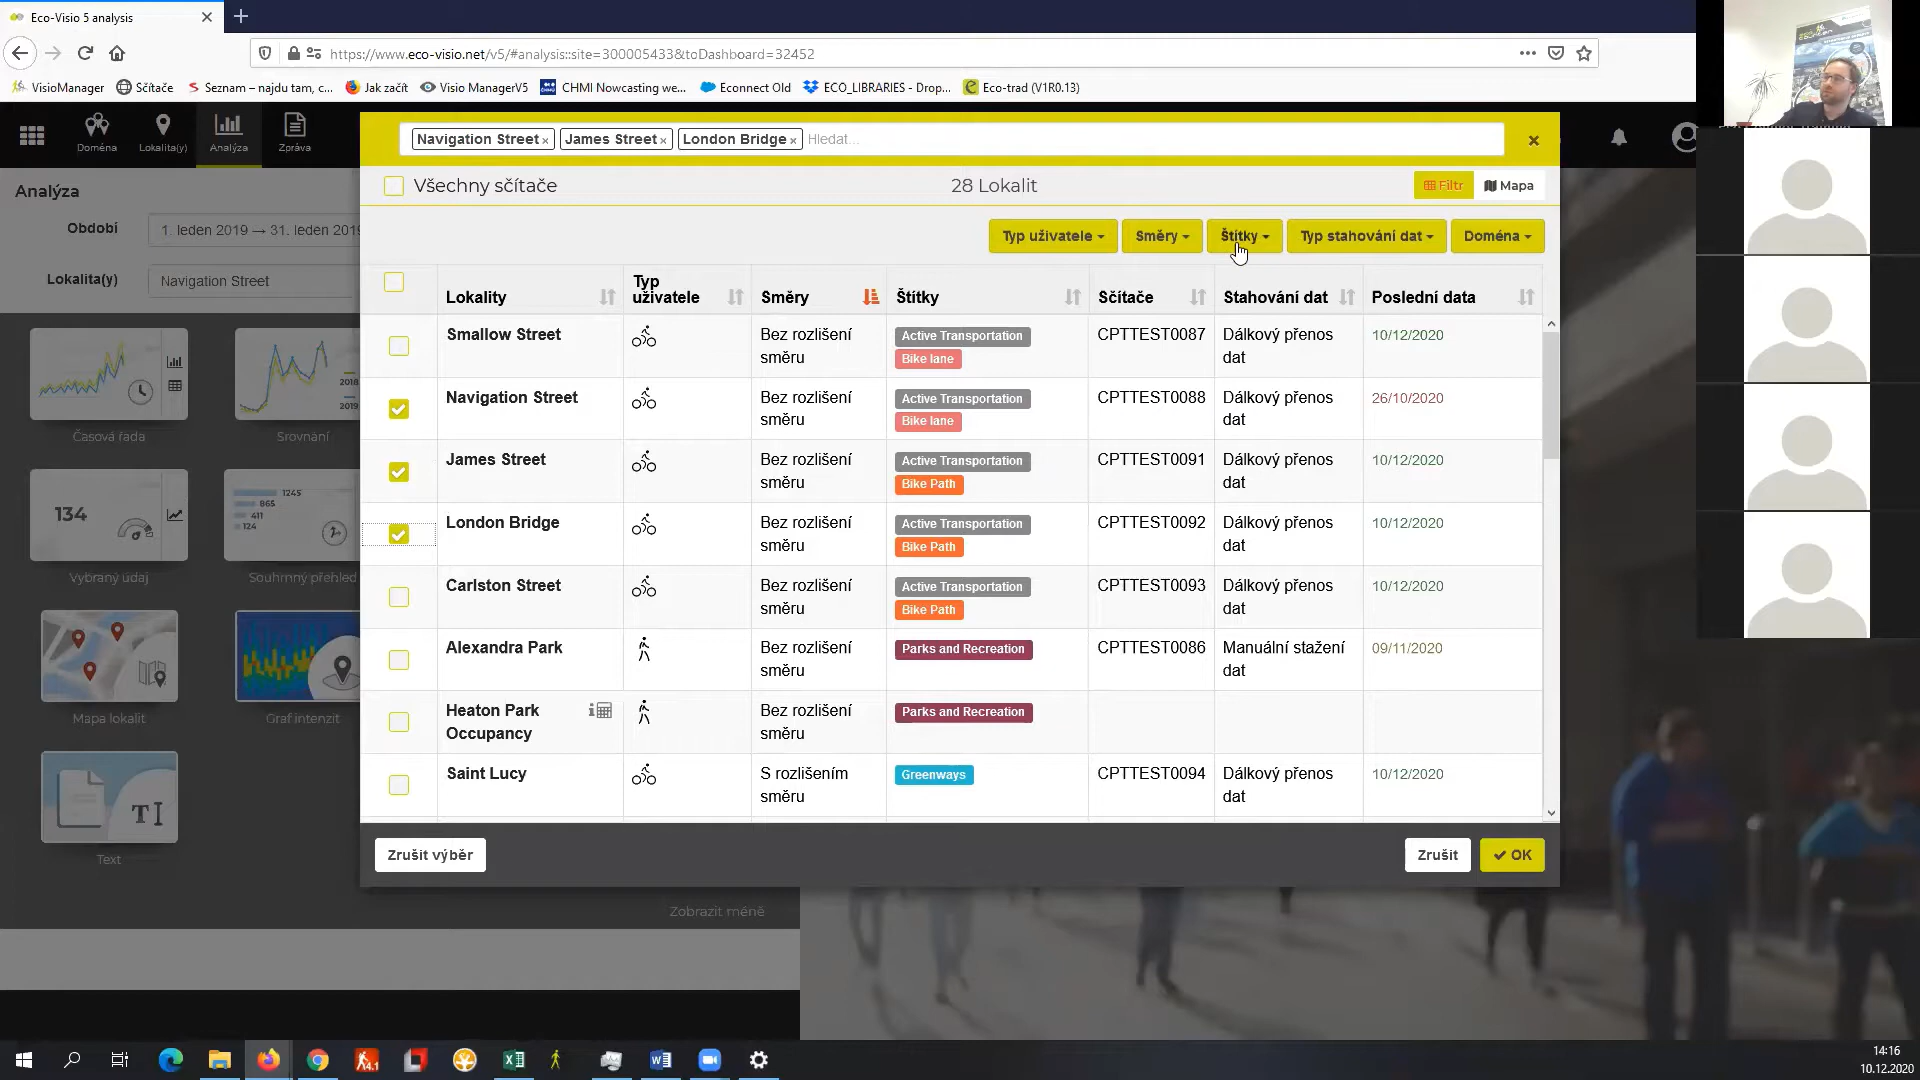 Eco-Visio 5 analysis
https://www.eco-visio.net/v5/#analysis::site=300005433&toDashboard=32452
VisioManager
Sčítače
Seznam – najdu tam, c...
Jak začít
Visio ManagerV5
CHMI Nowcasting we...
Econnect Old
ECO_LIBRARIES - Drop...
Eco-trad (V1R0.13)
Doména
Lokalita(y)
Analýza
Zpráva
Navigation Street×
James Street×
London Bridge×
Hledat...
×
Analýza
Období
1. leden 2019 → 31. leden 201
Lokalita(y)
Navigation Street
Všechny sčítače
28 Lokalit
Filtr
Mapa
Typ uživatele
Směry
Štítky
Typ stahování dat
Doména
Lokality
Typ uživatele
Směry
Štítky
Sčítače
Stahování dat
Poslední data
Smallow Street
Bez rozlišení směru
Active Transportation
Bike lane
CPTTEST0087
Dálkový přenos dat
10/12/2020
Navigation Street
Bez rozlišení směru
Active Transportation
Bike lane
CPTTEST0088
Dálkový přenos dat
26/10/2020
James Street
Bez rozlišení směru
Active Transportation
Bike Path
CPTTEST0091
Dálkový přenos dat
10/12/2020
London Bridge
Bez rozlišení směru
Active Transportation
Bike Path
CPTTEST0092
Dálkový přenos dat
10/12/2020
Carlston Street
Bez rozlišení směru
Active Transportation
Bike Path
CPTTEST0093
Dálkový přenos dat
10/12/2020
Alexandra Park
Bez rozlišení směru
Parks and Recreation
CPTTEST0086
Manuální stažení dat
09/11/2020
Heaton Park Occupancy
Bez rozlišení směru
Parks and Recreation
Saint Lucy
S rozlišením směru
Greenways
CPTTEST0094
Dálkový přenos dat
10/12/2020
2018
2019
Časová řada
Srovnání
134
1245
865
411
124
Vybraný údaj
Souhrnný přehled
Mapa lokalit
Graf intenzit
TI
Text
Zrušit výběr
Zrušit
OK
Zobrazit méně
14:16
10.12.2020